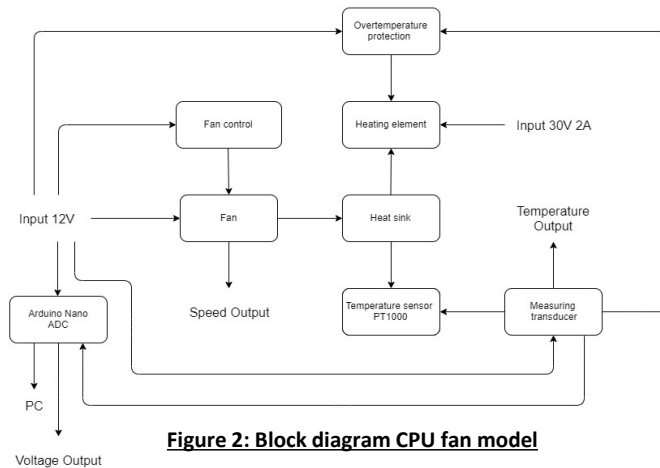 Overtemperature
protection
Fan control
Heating element
Input 30V 2A
Input 12V
Fan
Heat sink
Temperature
Output
Speed Output
Arduino Nano
ADC
Temperature sensor
PT1000
Measuring
transducer
PC
Voltage Output
Figure 2: Block diagram CPU fan model